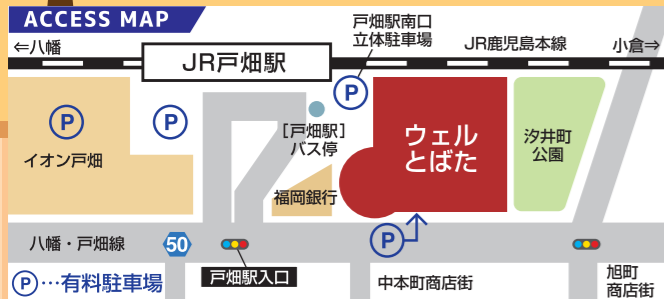 ACCESS MAP
⇐八幡
JR戸畑駅
戸畑駅南口
立体駐車場
JR鹿児島本線
小倉⇒
P
P
P
イオン戸畑
[戸畑駅]
バス停
ウェル
とばた
汐井町
公園
福岡銀行
八幡・戸畑線
50
P
P…有料駐車場
戸畑駅入口
中本町商店街
旭町
商店街